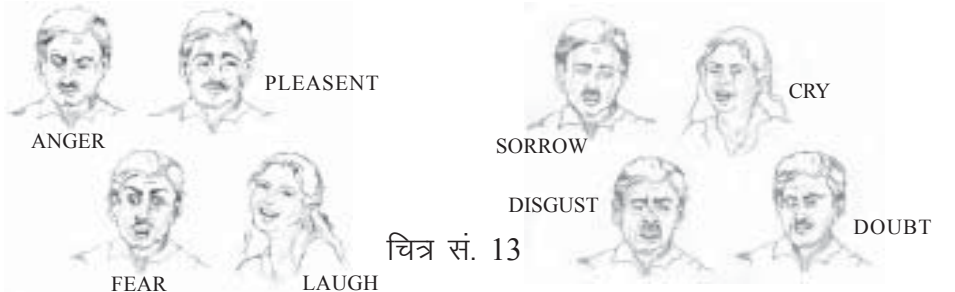 PLEASENT
ANGER
CRY
SORROW
DISGUST
DOUBT
चित्र सं. 13
FEAR
LAUGH